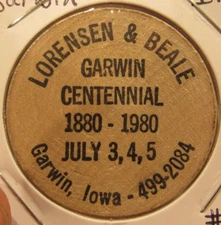 LORENSEN & BEALE
GARWIN
CENTENNIAL
1880 - 1980
JULY 3, 4, 5
Garwin, Iowa - 499-2084